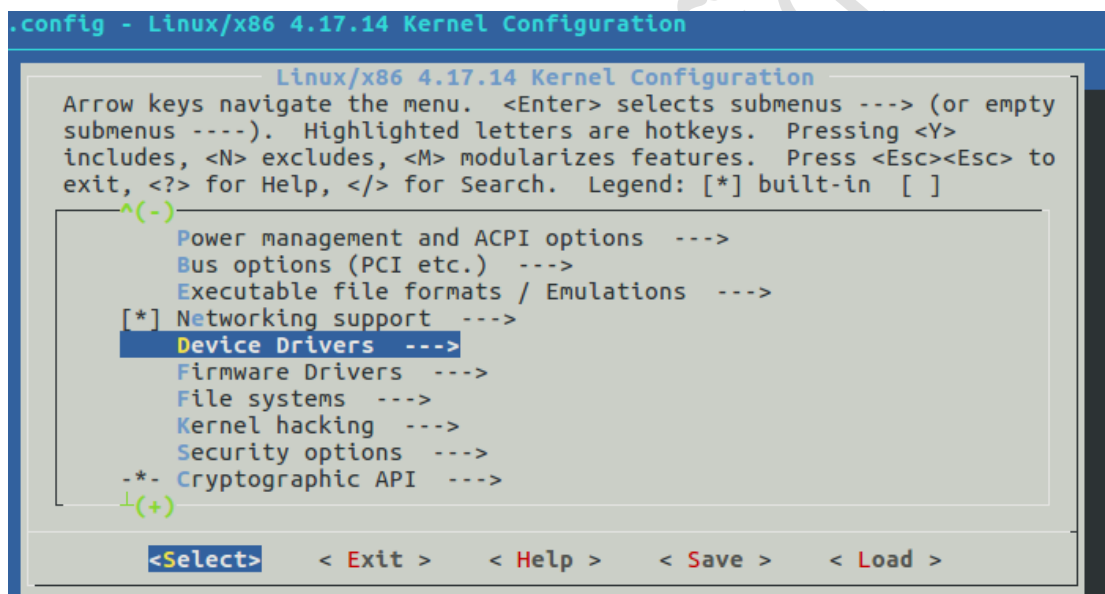 .config - Linux/x86 4.17.14 Kernel Configuration
Linux/x86 4.17.14 Kernel Configuration
Arrow keys navigate the menu.  <Enter> selects submenus ---> (or empty
submenus ----).  Highlighted letters are hotkeys.  Pressing <Y>
includes, <N> excludes, <M> modularizes features.  Press <Esc><Esc> to
exit, <?> for Help, </> for Search.  Legend: [*] built-in  [ ]
^(-)
Power management and ACPI options  --->
Bus options (PCI etc.)  --->
Executable file formats / Emulations  --->
[*] Networking support  --->
Device Drivers  --->
Firmware Drivers  --->
File systems  --->
Kernel hacking  --->
Security options  --->
-*- Cryptographic API  --->
┴(+)
<Select>    < Exit >    < Help >    < Save >    < Load >